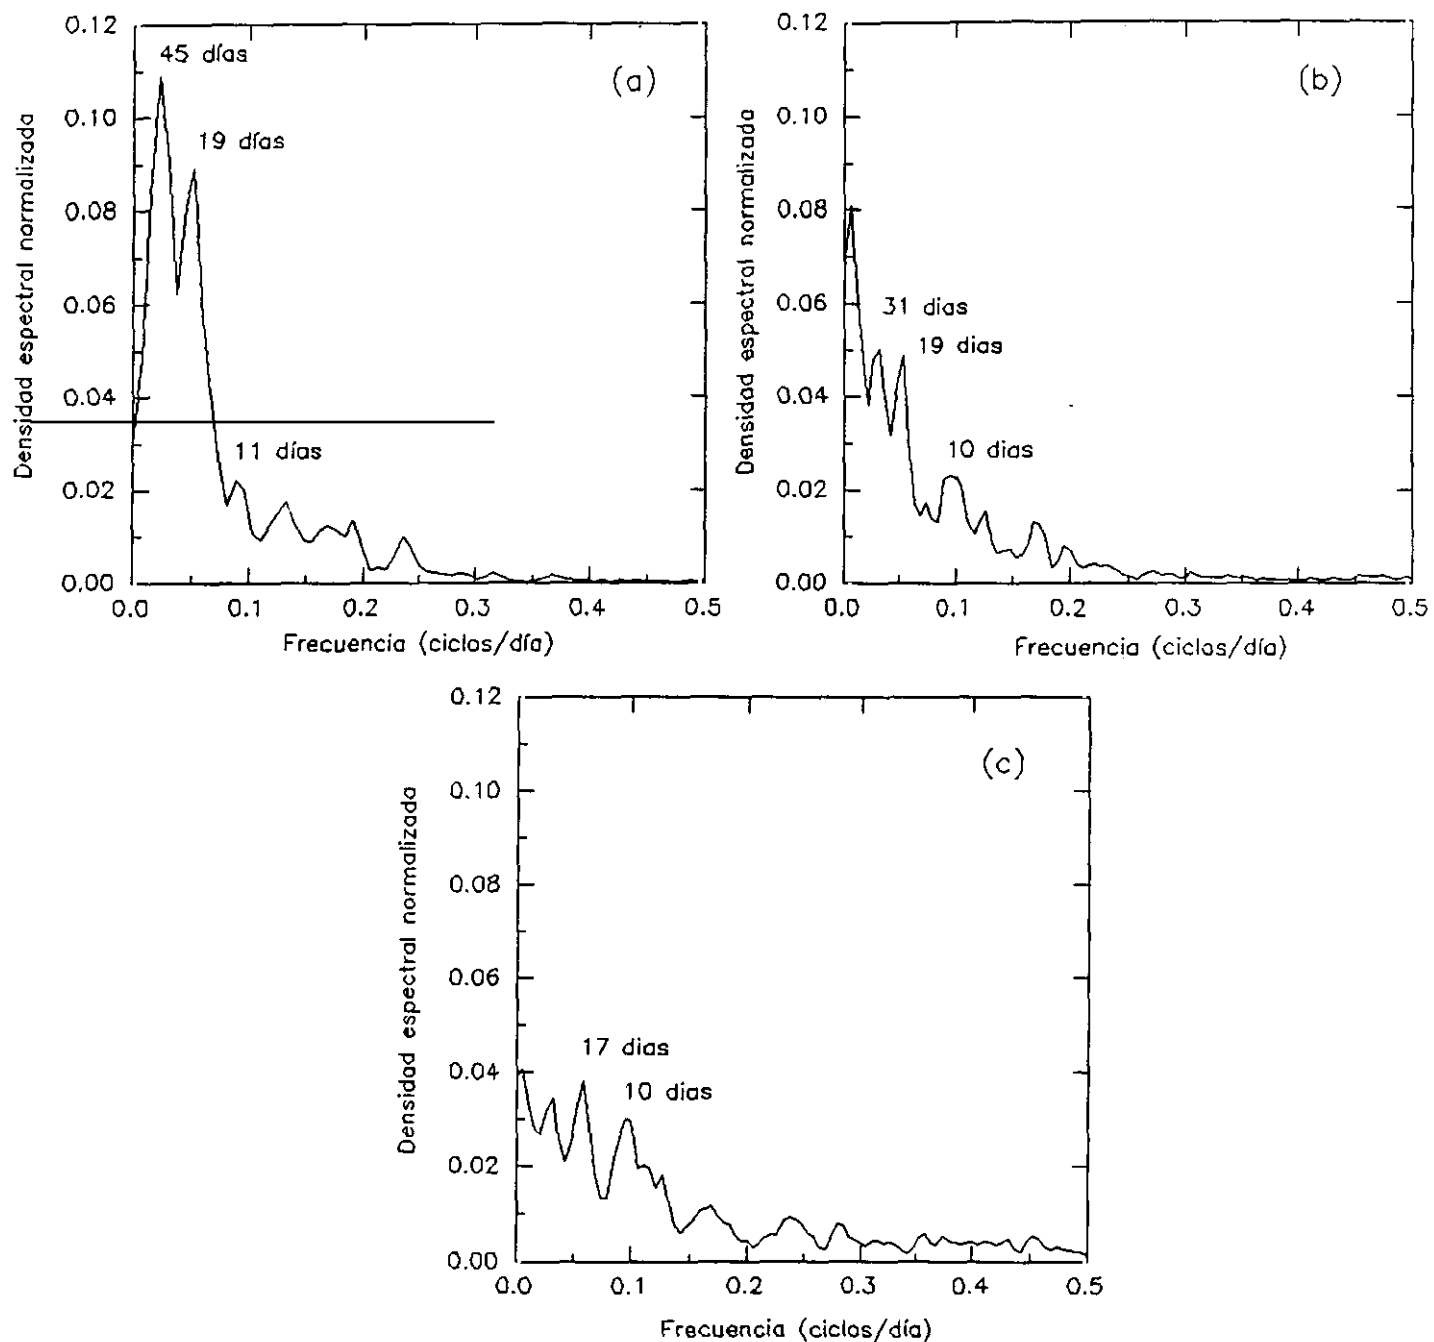 0.12
0.10
0.08
0.06
0.04
0.02
0.00
Densidad espectral normalizada
45 días
19 días
11 días
(a)
0.0 0.1 0.2 0.3 0.4 0.5
Frecuencia (ciclos/día)
0.12
0.10
0.08
0.06
0.04
0.02
0.00
Densidad espectral normalizada
31 dias
19 dias
10 dias
(b)
0.0 0.1 0.2 0.3 0.4 0.5
Frecuencia (ciclos/día)
0.12
0.10
0.08
0.06
0.04
0.02
0.00
Densidad espectral normalizada
17 dias
10 dias
(c)
0.0 0.1 0.2 0.3 0.4 0.5
Frecuencia (ciclos/día)